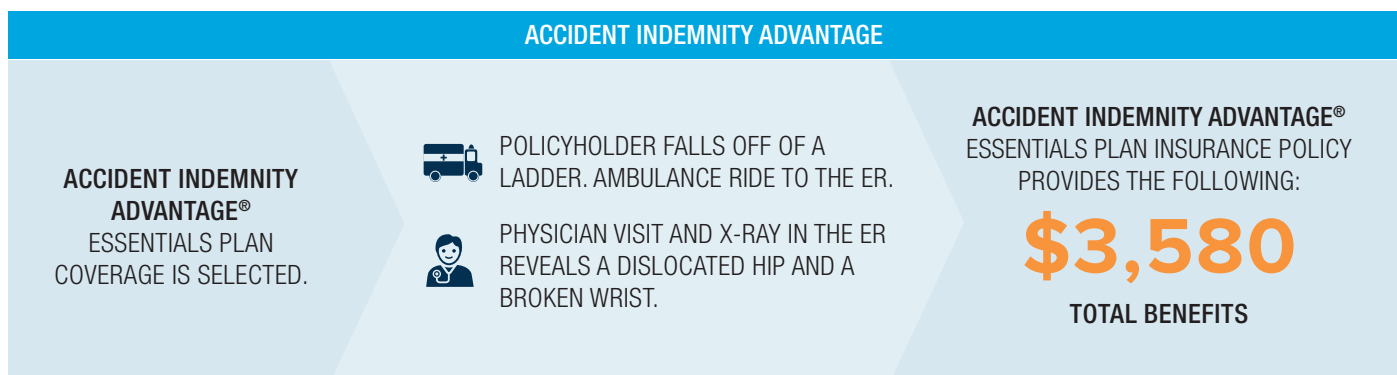 ACCIDENT INDEMNITY ADVANTAGE
ACCIDENT INDEMNITY
ADVANTAGE®
ESSENTIALS PLAN
COVERAGE IS SELECTED.
POLICYHOLDER FALLS OFF OF A
LADDER. AMBULANCE RIDE TO THE ER.
PHYSICIAN VISIT AND X-RAY IN THE ER
REVEALS A DISLOCATED HIP AND A
BROKEN WRIST.
ACCIDENT INDEMNITY ADVANTAGE®
ESSENTIALS PLAN INSURANCE POLICY
PROVIDES THE FOLLOWING:
$3,580
TOTAL BENEFITS